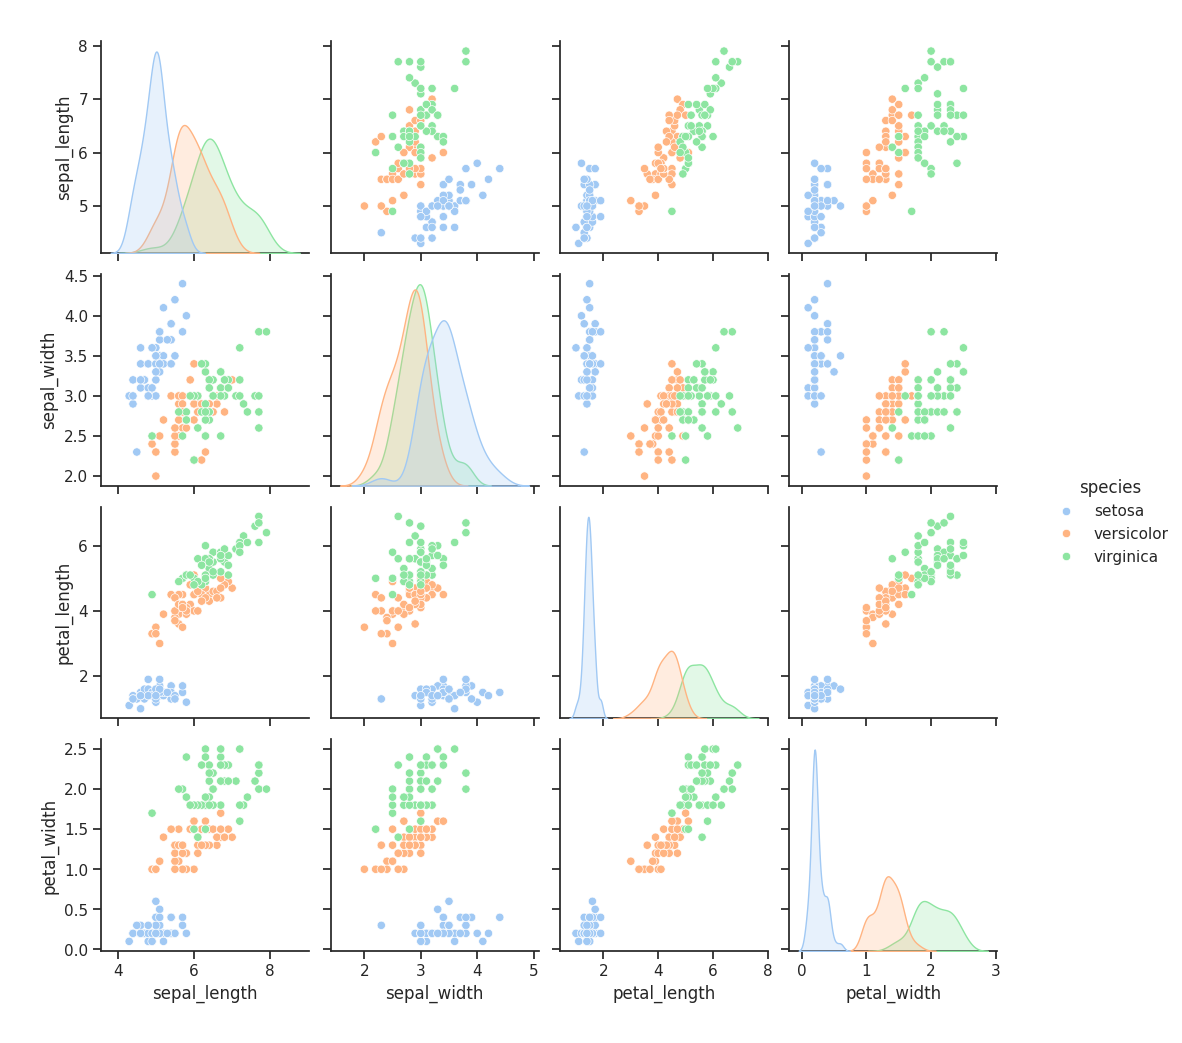 8
7
16
5
sepal_length
4.5
4.0
3.5
3.0
2.5
2.0
sepal_width
6
4
2
petal_length
2.5
2.0
1.5
1.0
0.5
0.0
petal_width
4 6 8
sepal_length
2 3 4 5
sepal_width
2 4 6 8
petal_length
0 1 2 3
petal_width
species
setosa
versicolor
virginica